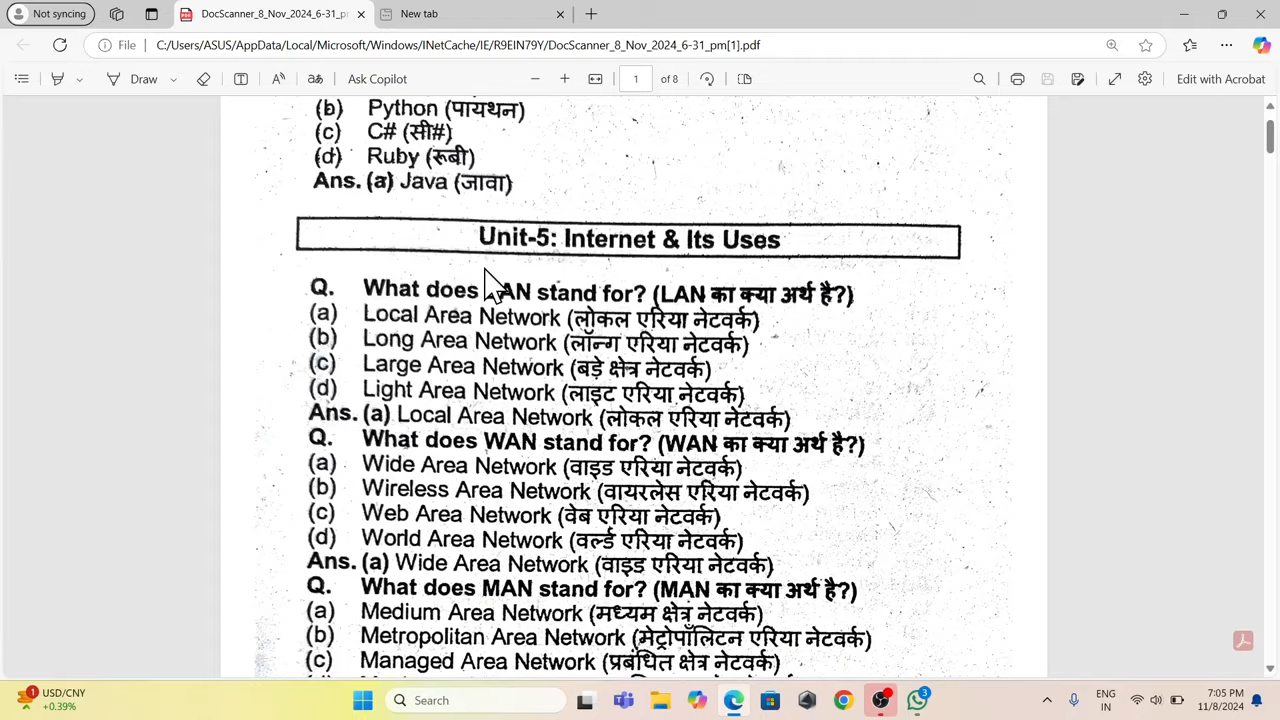 Not syncing
DocScanner_8_Nov_2024_6-31_pr
New tab
File
C:/Users/ASUS/AppData/Local/Microsoft/Windows/INetCache/IE/R9EIN79Y/DocScanner_8_Nov_2024_6-31_pm[1].pdf
Draw
Ask Copilot
1 of 8
Edit with Acrobat
(b) Python (पायथन)
(c) C# (सी#)
(d) Ruby (रूबी)
Ans. (a) Java (जावा)
Unit-5: Internet & Its Uses
Q. What does AN stand for? (LAN का क्या अर्थ है?)
(a) Local Area Network (लोकल एरिया नेटवर्क)
(b) Long Area Network (लॉन्ग एरिया नेटवर्क)
(c) Large Area Network (बड़े क्षेत्र नेटवर्क)
(d) Light Area Network (लाइट एरिया नेटवर्क)
Ans. (a) Local Area Network (लोकल एरिया नेटवर्क)
Q. What does WAN stand for? (WAN का क्या अर्थ है?)
(a) Wide Area Network (वाइड एरिया नेटवर्क)
(b) Wireless Area Network (वायरलेस एरिया नेटवर्क)
(c) Web Area Network (वेब एरिया नेटवर्क)
(d) World Area Network (वर्ल्ड एरिया नेटवर्क)
Ans. (a) Wide Area Network (वाइड एरिया नेटवर्क)
Q. What does MAN stand for? (MAN का क्या अर्थ है?)
(a) Medium Area Network (मध्यम क्षेत्र नेटवर्क)
(b) Metropolitan Area Network (मेट्रोपॉलिटन एरिया नेटवर्क)
(c) Managed Area Network (प्रबंधित क्षेत्र नेटवर्क)
1
USD/CNY
+0.39%
Search
3
ENG
IN
7:05 PM
11/8/2024